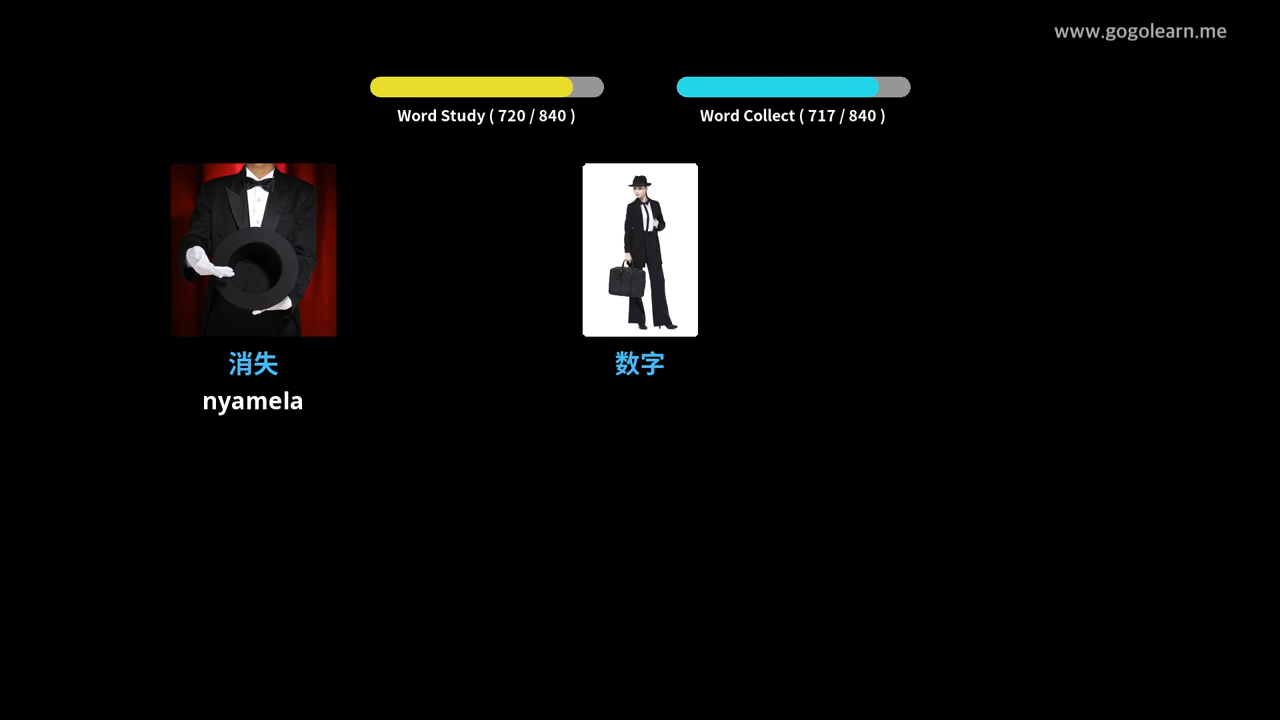 www.gogolearn.me
Word Study ( 720 / 840 )
Word Collect ( 717 / 840 )
消失
nyamela
数字